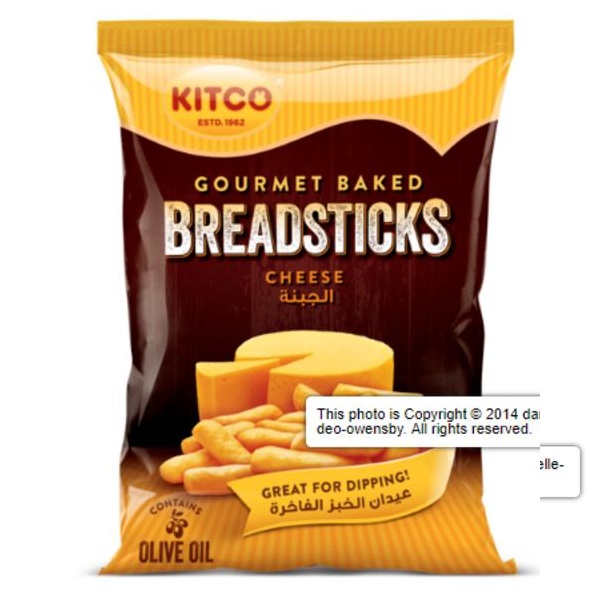 KITCO
ESTD. 1962
GOURMET BAKED
BREADSTICKS
CHEESE
الجبنة
This photo is Copyright © 2014
deo-owensby. All rights reserved.
elle-
GREAT FOR DIPPING!
عيدان الخبز الفاخرة
CONTAINS
OLIVE OIL